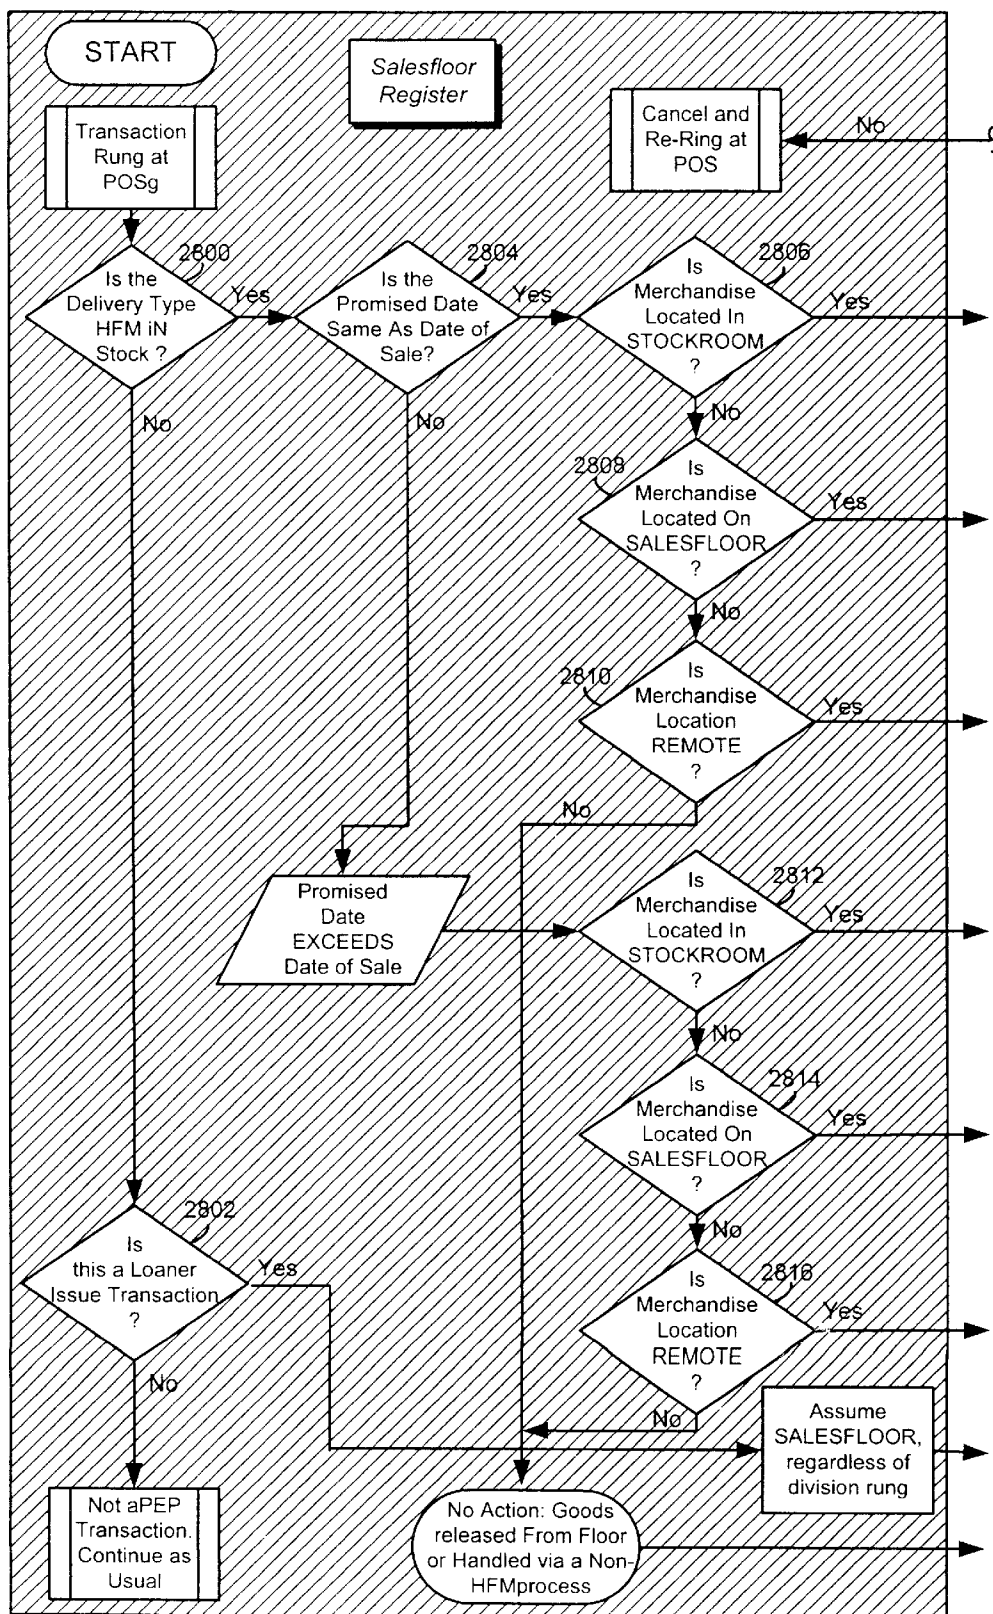 START
Salesfloor
Register
Transaction
Rung at
POSg
Cancel and
Re-Ring at
POS
No
2800
Is the
Delivery Type
HFM iN
Stock ?
Yes
No
2804
Is the
Promised Date
Same As Date of
Sale?
Yes
No
2806
Is
Merchandise
Located In
STOCKROOM
?
Yes
No
2808
Is
Merchandise
Located On
SALESFLOOR
?
Yes
No
2810
Is
Merchandise
Location
REMOTE
?
Yes
No
Promised
Date
EXCEEDS
Date of Sale
2812
Is
Merchandise
Located In
STOCKROOM
?
Yes
No
2814
Is
Merchandise
Located On
SALESFLOOR
?
Yes
No
2802
Is
this a Loaner
Issue Transaction
?
Yes
No
2816
Is
Merchandise
Location
REMOTE
?
Yes
No
Assume
SALESFLOOR,
regardless of
division rung
Not aPEP
Transaction.
Continue as
Usual
No Action: Goods
released From Floor
or Handled via a Non-
HFMprocess